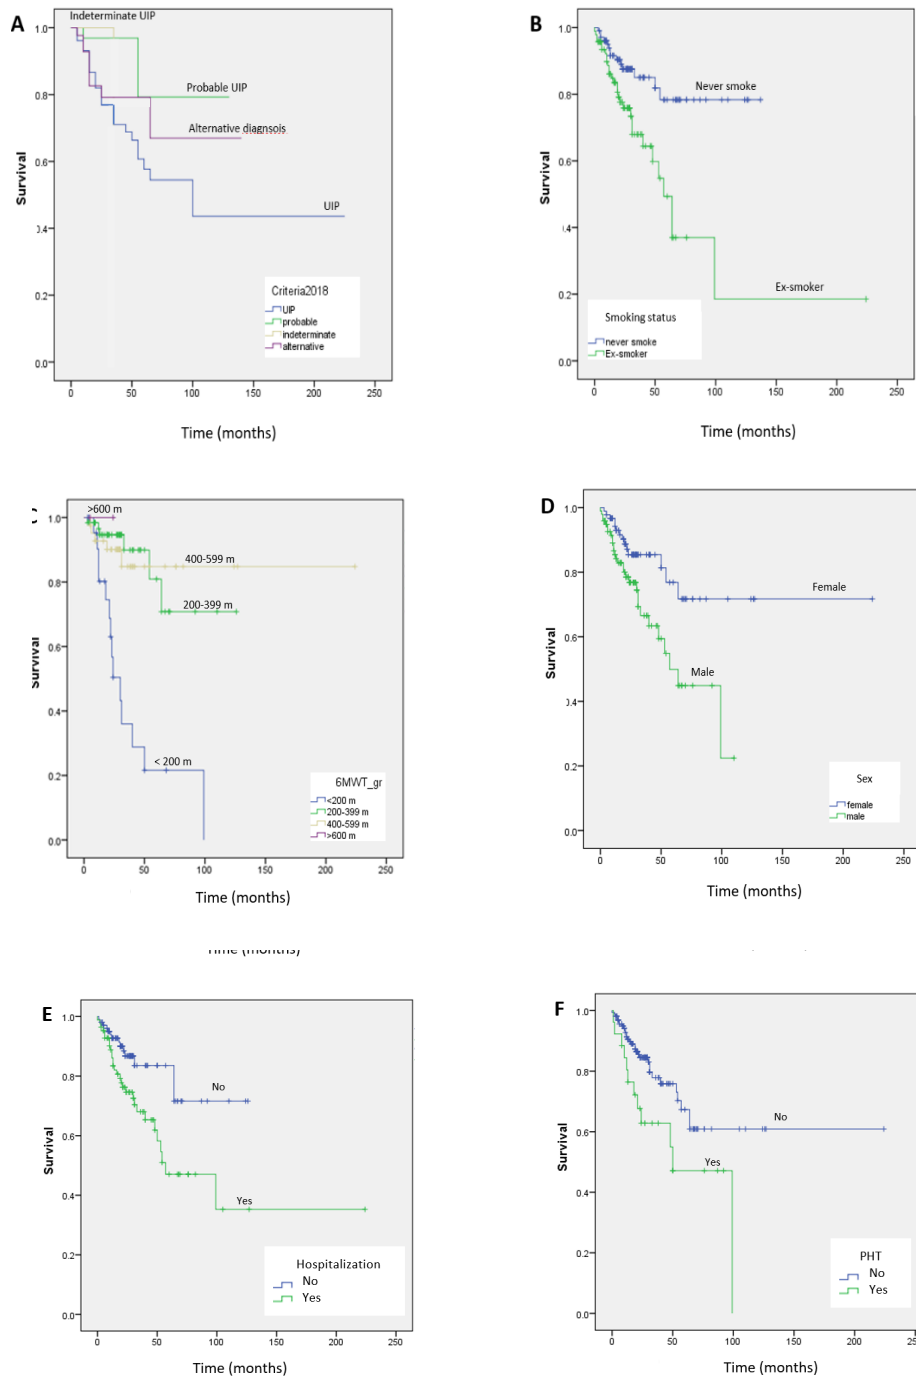 A
Indeterminate UIP
1.0
0.8
0.6
0.2
0.0
Survival
Probable UIP
Alternative diagnsois
UIP
Criteria2018
UIP
probable
indeterminate
alternative
0 50 100 150 200 250
Time (months)
B
1.0
0.8
0.6
0.2
0.0
Survival
Never smoke
Ex-smoker
Smoking status
never smoke
Ex-smoker
0 50 100 150 200 250
Time (months)
>600 m
1.0
0.8
0.6
0.4
0.2
0.0
Survival
400-599 m
200-399 m
< 200 m
6MWT_gr
<200 m
200-399 m
400-599 m
>600 m
0 50 100 150 200 250
Time (months)
D
1.0
0.8
0.6
0.2
0.0
Survival
Female
Male
Sex
female
male
0 50 100 150 200 250
Time (months)
Time (months)
E
1.0
0.8
0.6
0.4
0.2
0.0
Survival
No
Yes
Hospitalization
No
Yes
0 50 100 150 200 250
Time (months)
F
1.0
0.8
0.6
0.4
0.2
0.0
Survival
No
Yes
PHT
No
Yes
0 50 100 150 200
Time (months)